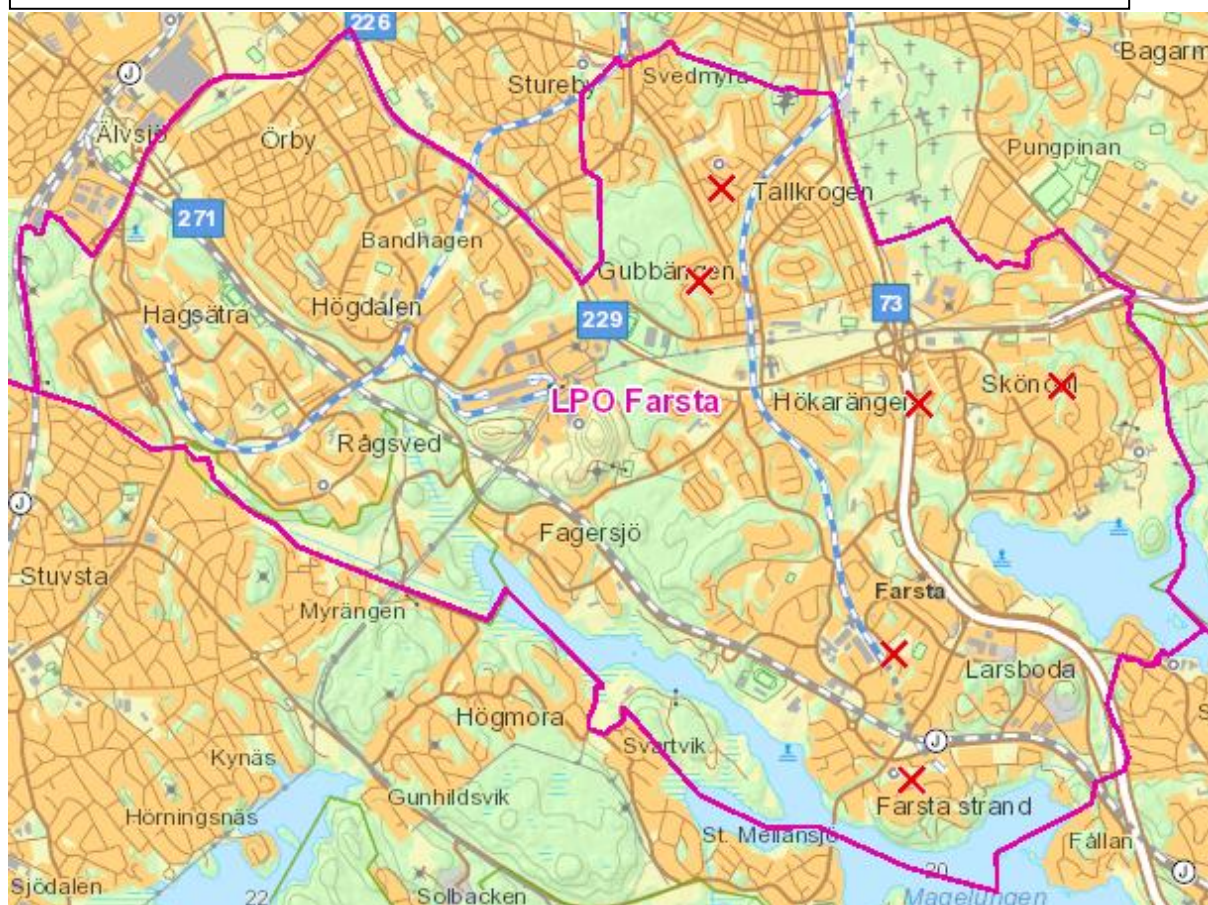 226
Bagarm
J
Stureby
Svedmyra
Älvsjö
Örby
Pungpinan
Tallkrogen
271
Bandhagen
Gubbängen
Högdalen
73
Hagsätra
229
Sköndal
LPO Farsta
Hökarängen
Rågsved
J
Fagersjö
Stuvsta
Farsta
Myrängen
Larsboda
Högmora
S
Svartvik
J
Kynäs
Gunhildsvik
Farsta strand
Hörningsnäs
St. Mellansjö
Fållan
20
J
Sjödalen
22
Solbacken
Magelungen